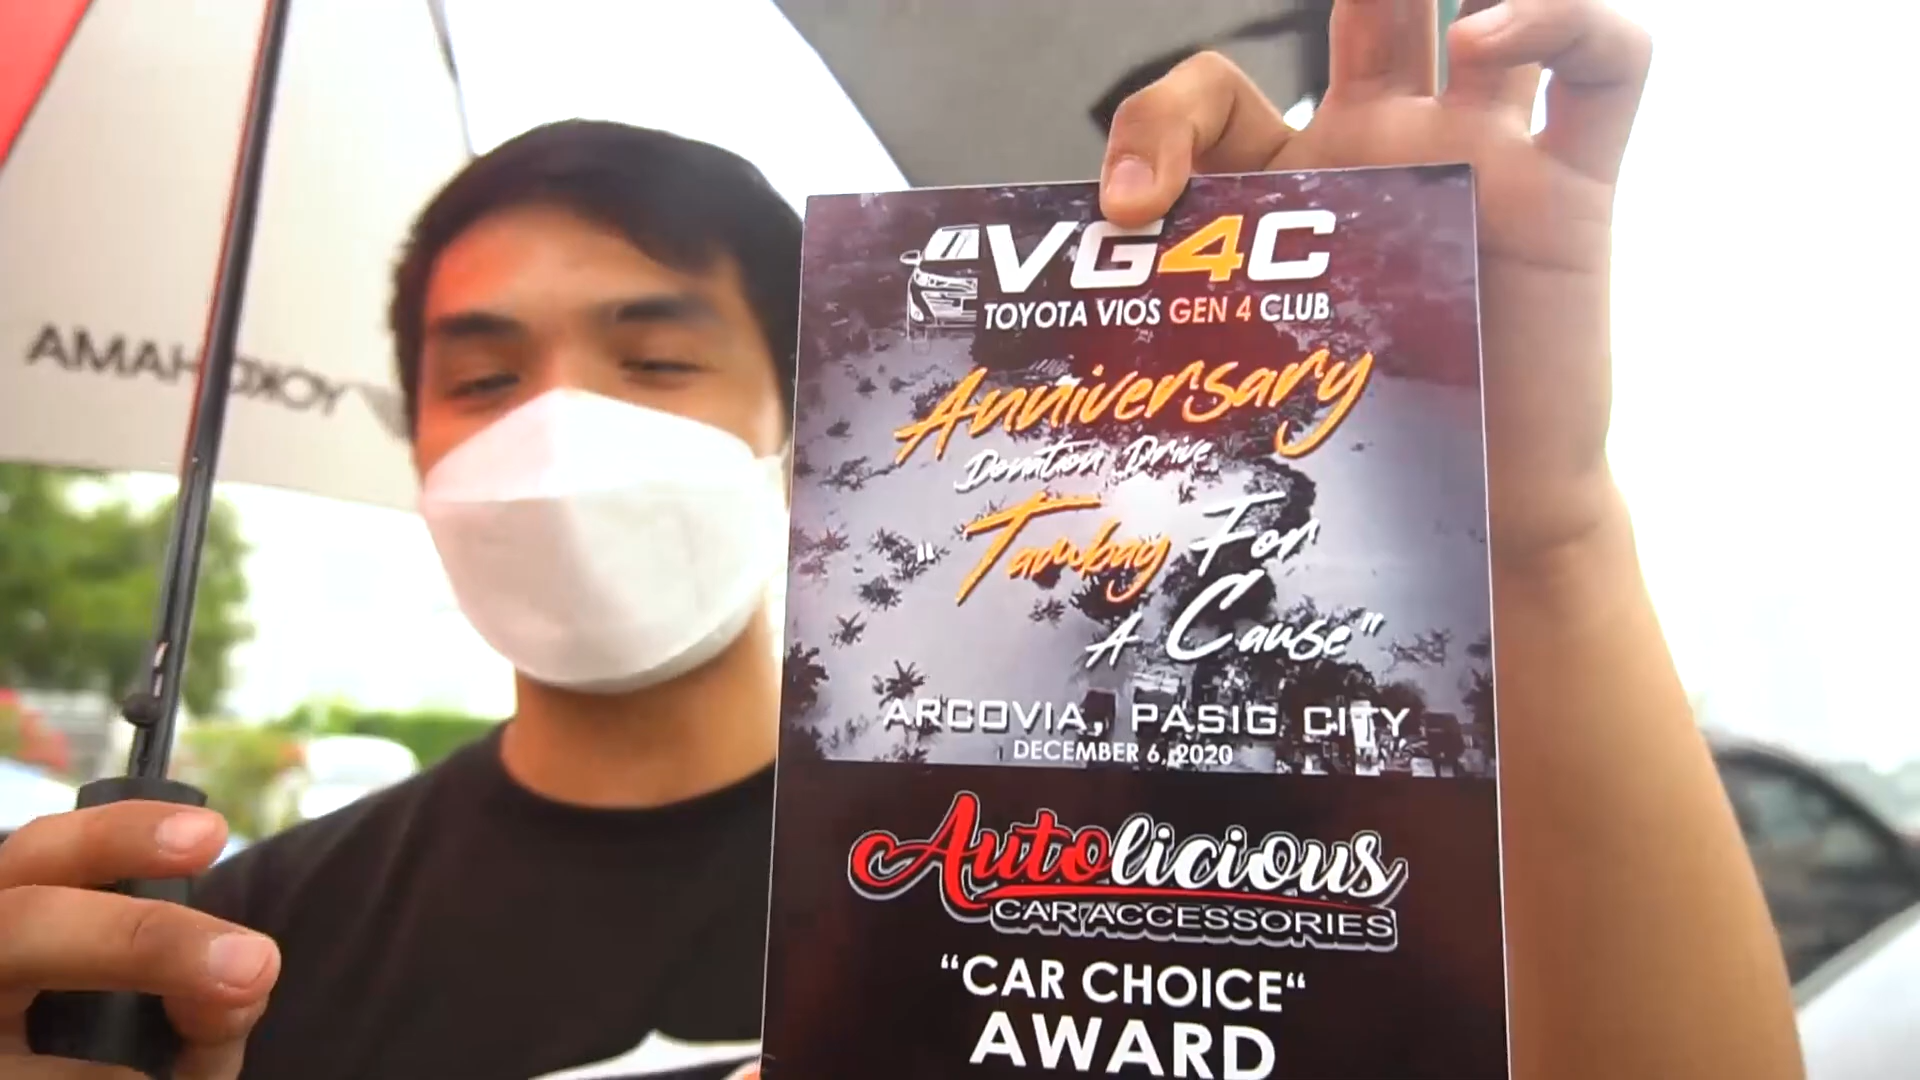 YOKOHAMA
VG4C
TOYOTA VIOS GEN 4 CLUB
Anniversary
Donation Drive
"Tambay For
A Cause"
ARCOVIA, PASIG CITY
DECEMBER 6, 2020
Autolicious
CAR ACCESSORIES
"CAR CHOICE"
AWARD